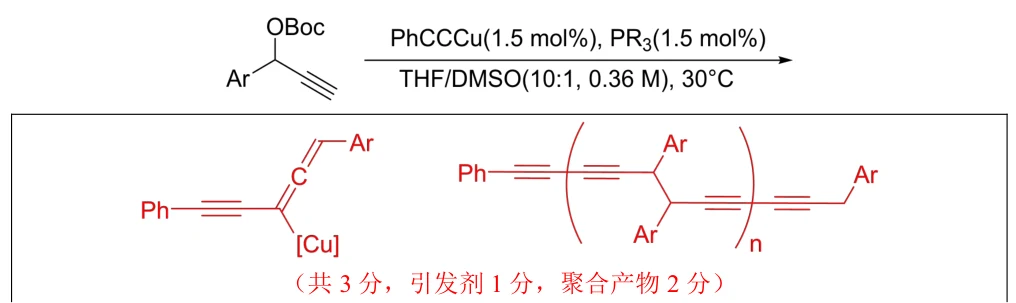 OBoc
Ar
PhCCCu(1.5 mol%), PR3(1.5 mol%)
THF/DMSO(10:1, 0.36 M), 30°C
Ar
C
Ph
[Cu]
Ph
Ar
Ar
n
Ar
(共 3 分，引发剂 1 分，聚合产物 2 分)